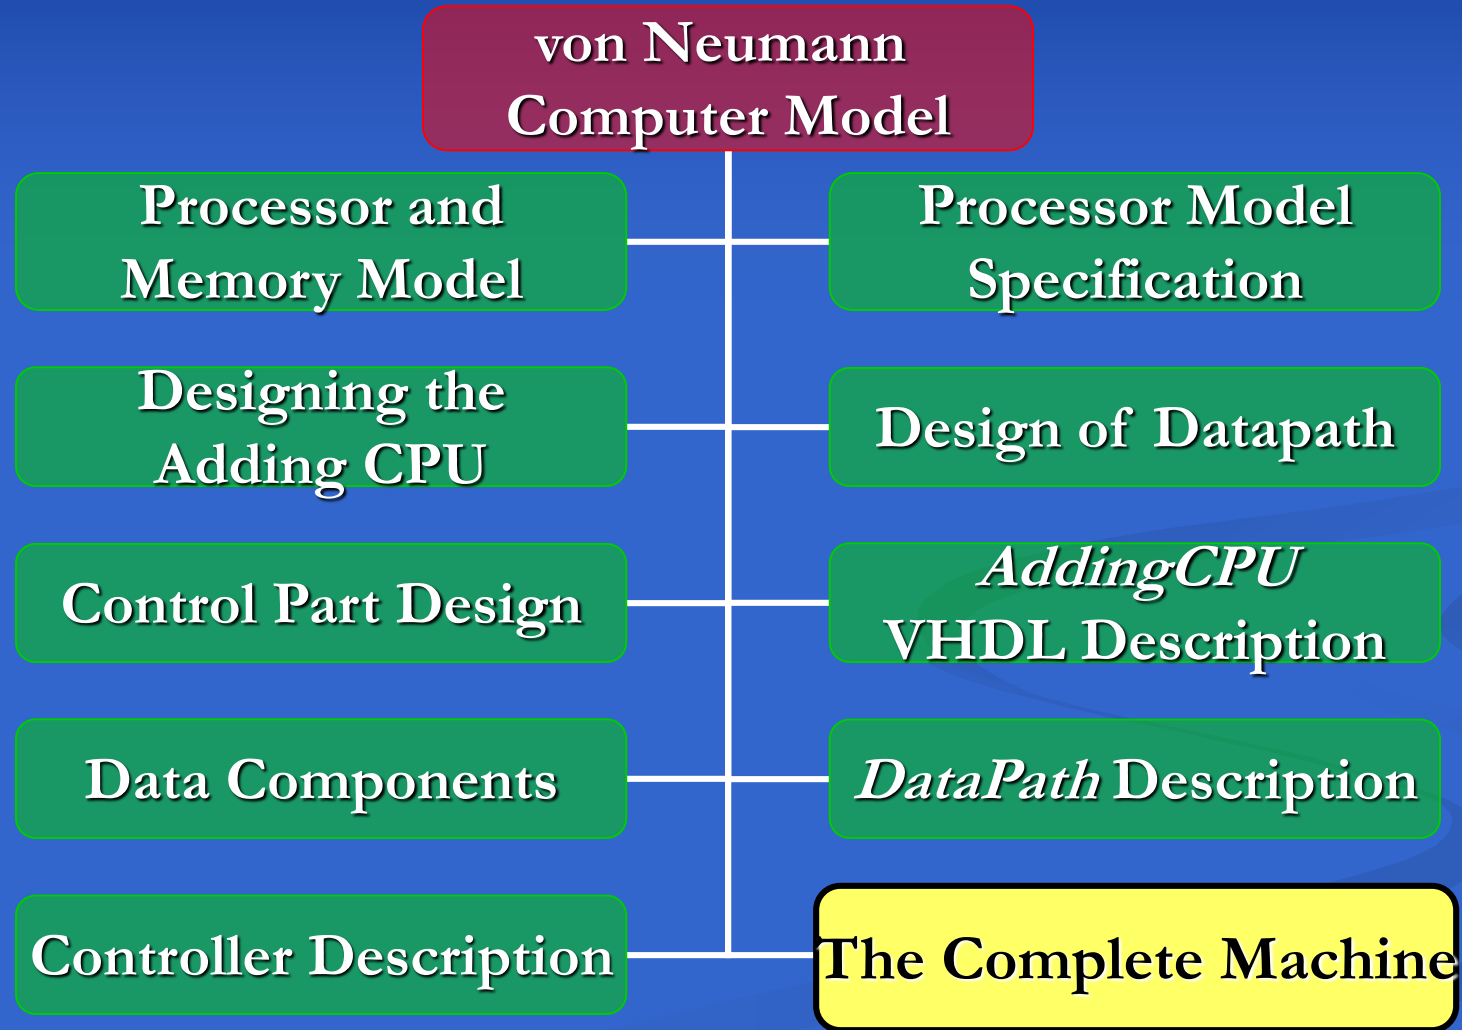 von Neumann
Computer Model
Processor and
Memory Model
Processor Model
Specification
Designing the
Adding CPU
Design of Datapath
Control Part Design
AddingCPU
VHDL Description
Data Components
DataPath Description
Controller Description
The Complete Machine